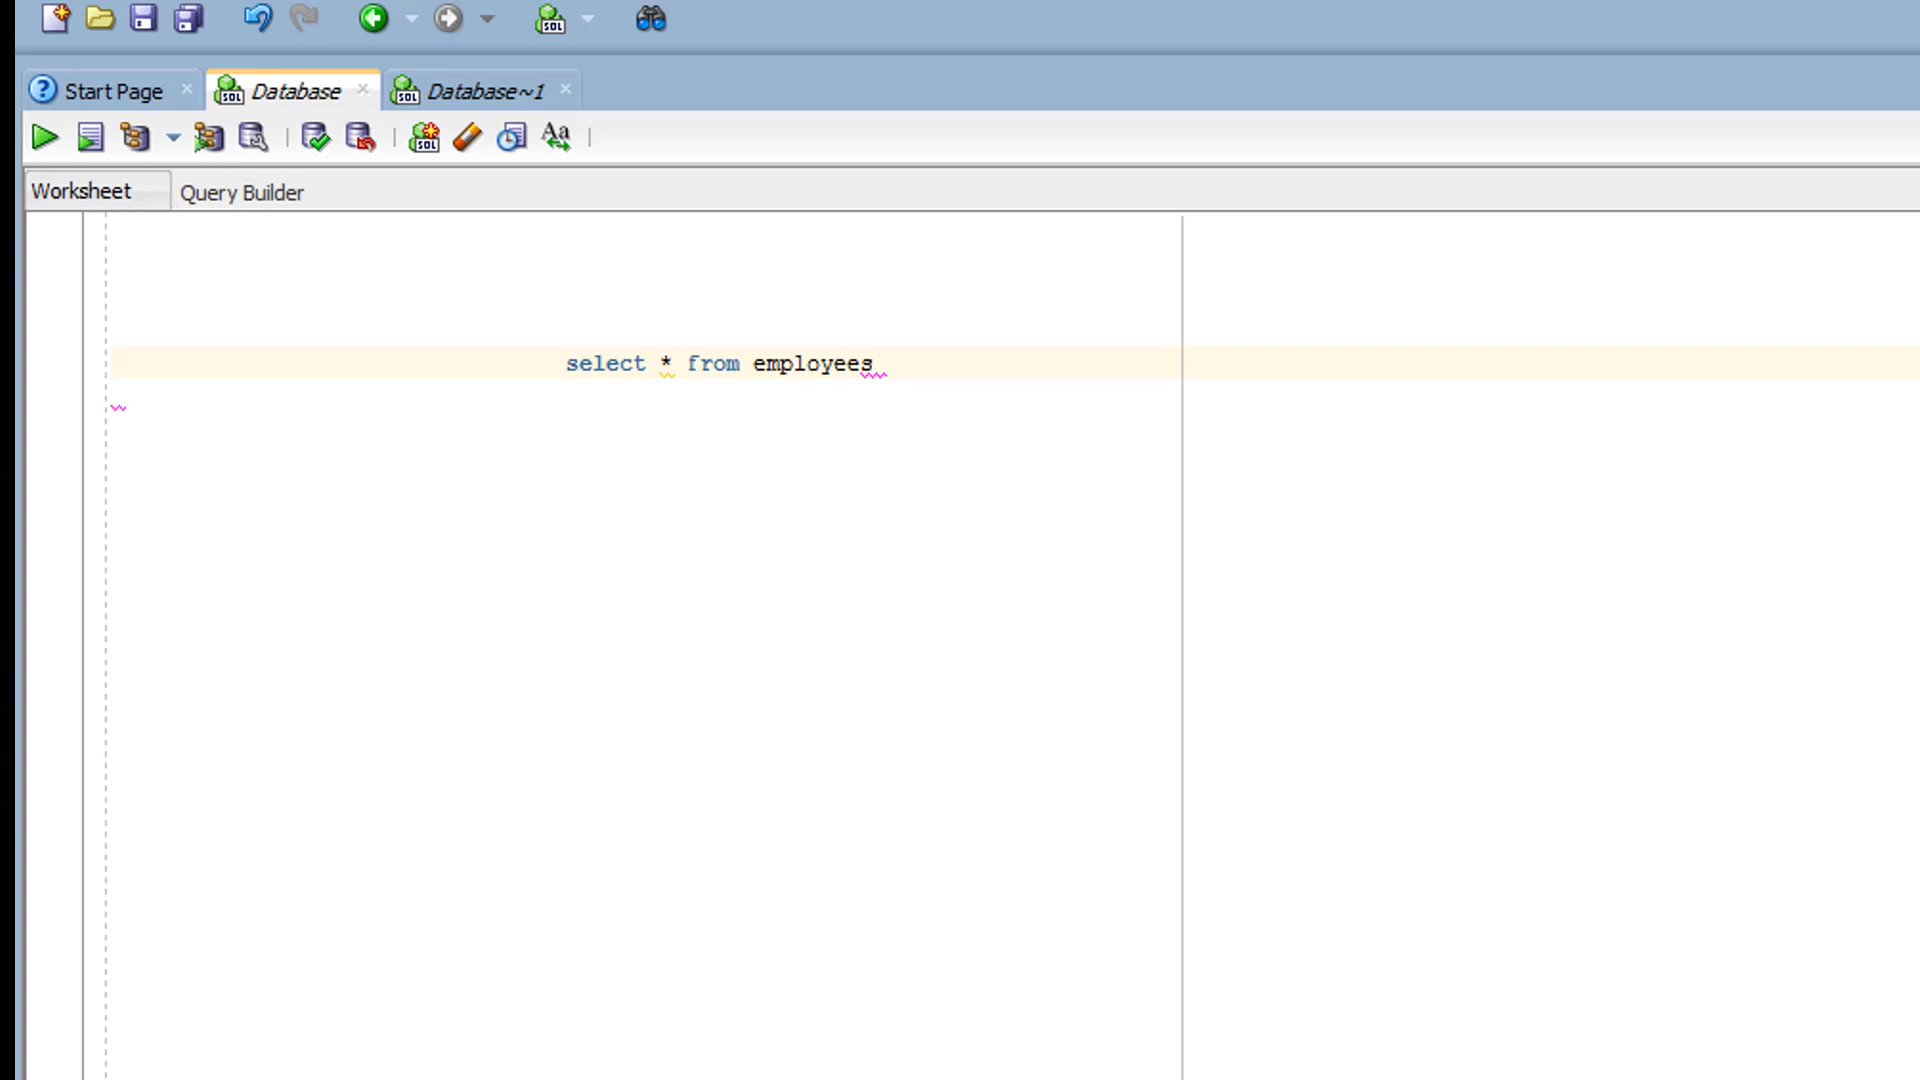 Start Page
Database
Database~1
Worksheet
Query Builder
select * from employees